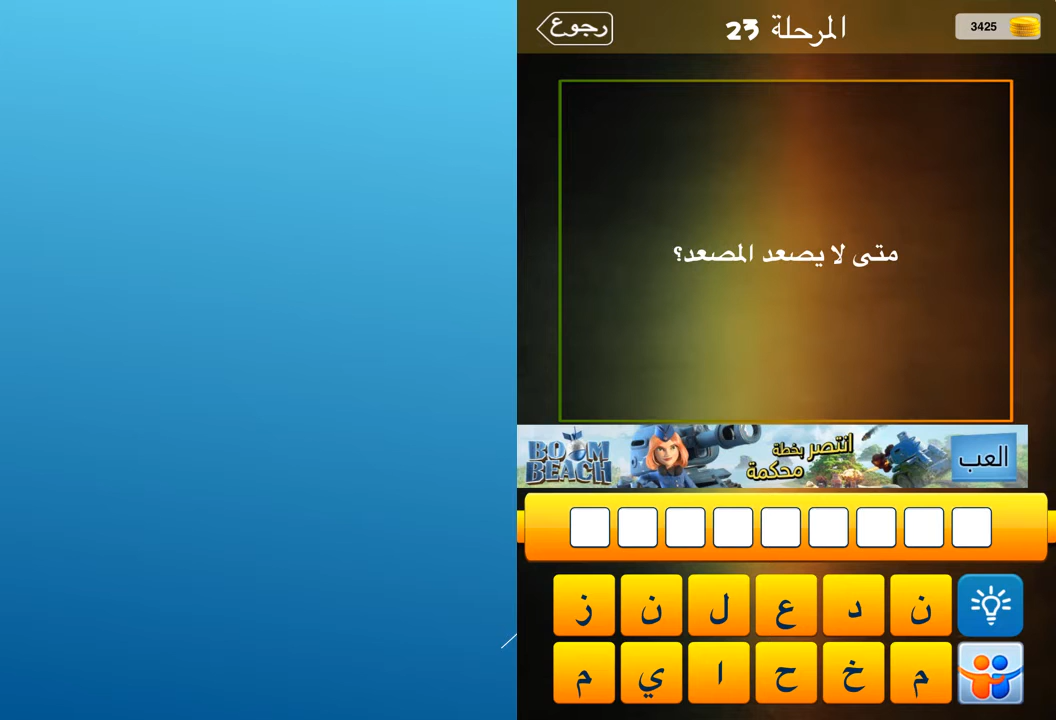 رجوع
المرحلة 23
3425
متى لا يصعد المصعد؟
BOOM BEACH
انتصر بخطة
محكمة
العب
ز ن ل ع د ن
م ي ا ح خ م